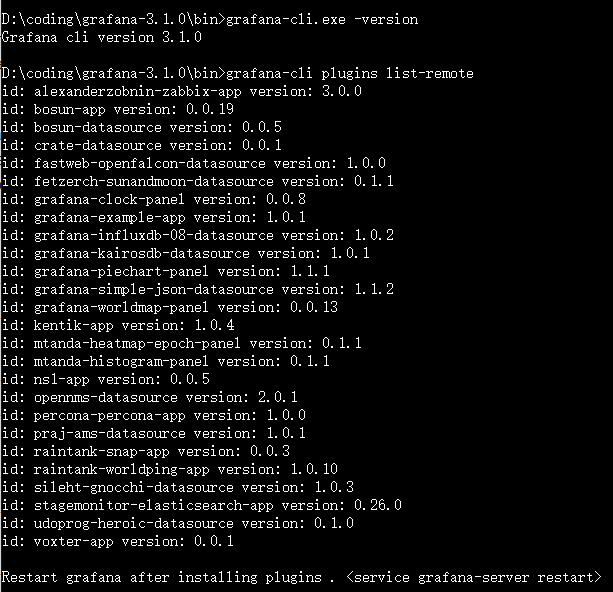 D:\coding\grafana-3.1.0\bin>grafana-cli.exe -version
Grafana cli version 3.1.0
D:\coding\grafana-3.1.0\bin>grafana-cli plugins list-remote
id: alexanderzobnin-zabbix-app version: 3.0.0
id: bosun-app version: 0.0.19
id: bosun-datasource version: 0.0.5
id: crate-datasource version: 0.0.1
id: fastweb-openfalcon-datasource version: 1.0.0
id: fetzerch-sunandmoon-datasource version: 0.1.1
id: grafana-clock-panel version: 0.0.8
id: grafana-example-app version: 1.0.1
id: grafana-influxdb-08-datasource version: 1.0.2
id: grafana-kairosdb-datasource version: 1.0.1
id: grafana-piechart-panel version: 1.1.1
id: grafana-simple-json-datasource version: 1.1.2
id: grafana-worldmap-panel version: 0.0.13
id: kentik-app version: 1.0.4
id: mtanda-heatmap-epoch-panel version: 0.1.1
id: mtanda-histogram-panel version: 0.1.1
id: nsl-app version: 0.0.5
id: opennms-datasource version: 2.0.1
id: percona-percona-app version: 1.0.0
id: praj-ams-datasource version: 1.0.1
id: raintank-snap-app version: 0.0.3
id: raintank-worldping-app version: 1.0.10
id: sileht-gnocchi-datasource version: 1.0.3
id: stagemonitor-elasticsearch-app version: 0.26.0
id: udoprog-heroic-datasource version: 0.1.0
id: voxter-app version: 0.0.1
Restart grafana after installing plugins . <service grafana-server restart>